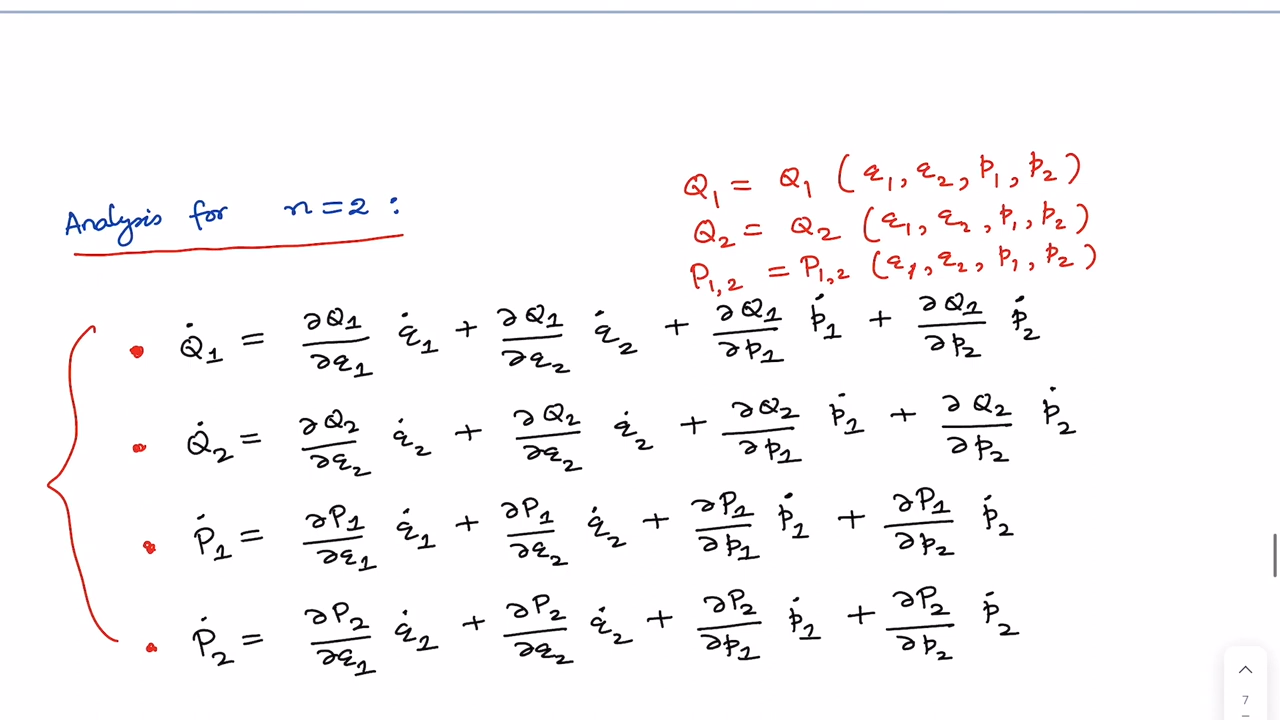 Analysis for n=2 :
Q₁ = Q₁ (q₁, q₂, p₁, p₂)
Q₂ = Q₂ (q₁, q₂, p₁, p₂)
P₁,₂ = P₁,₂ (q₁, q₂, p₁, p₂)
• Q̇₁ = ∂Q₁/∂q₁ q̇₁ + ∂Q₁/∂q₂ q̇₂ + ∂Q₁/∂p₁ ṗ₁ + ∂Q₁/∂p₂ ṗ₂
• Q̇₂ = ∂Q₂/∂q₂ q̇₂ + ∂Q₂/∂q₂ q̇₂ + ∂Q₂/∂p₁ ṗ₁ + ∂Q₂/∂p₂ ṗ₂
• Ṗ₁ = ∂P₁/∂q₁ q̇₁ + ∂P₁/∂q₂ q̇₂ + ∂P₁/∂p₁ ṗ₁ + ∂P₁/∂p₂ ṗ₂
• Ṗ₂ = ∂P₂/∂q₁ q̇₁ + ∂P₂/∂q₂ q̇₂ + ∂P₂/∂p₁ ṗ₁ + ∂P₂/∂p₂ ṗ₂
7